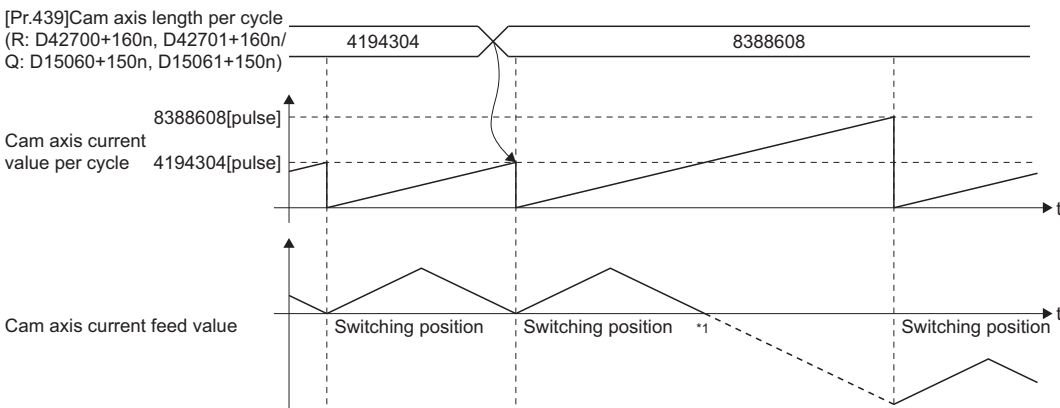 [Pr.439]Cam axis length per cycle
(R: D42700+160n, D42701+160n/
Q: D15060+150n, D15061+150n)
4194304
8388608
8388608[pulse]
Cam axis current
value per cycle
4194304[pulse]
t
t
Cam axis current feed value
Switching position
Switching position
*1
Switching position